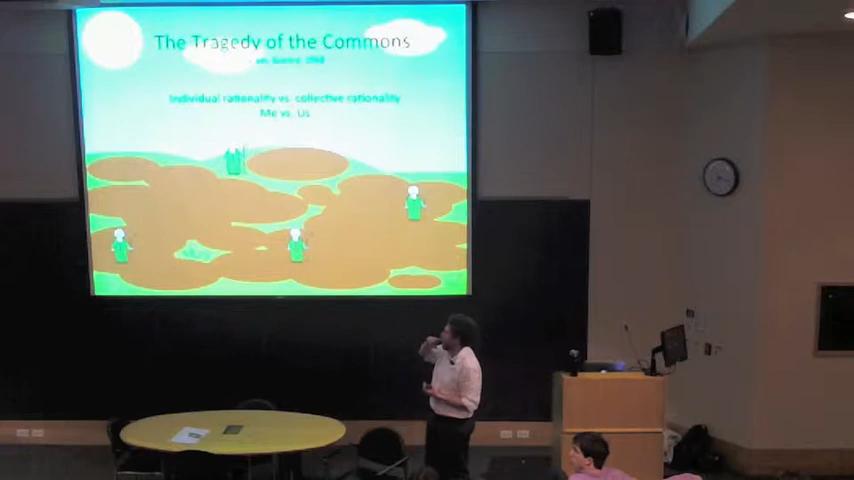 The Tragedy of the Commons
Individual rationality vs. collective rationality
Me vs. Us